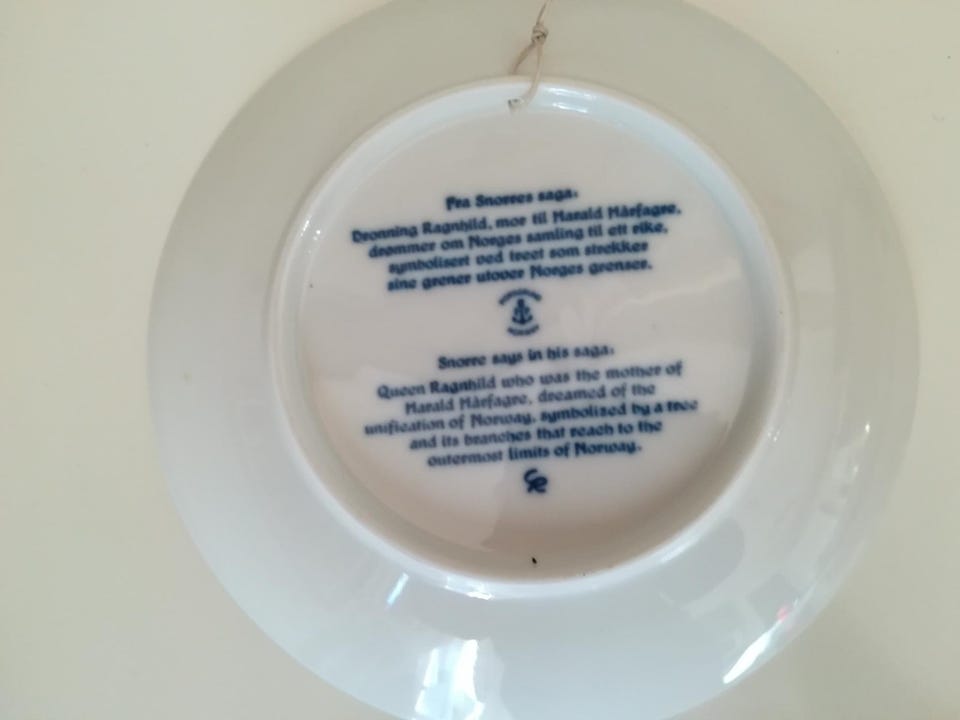 Fra Snorres saga:
Dronning Ragnhild, mor til Harald Hårfagre,
drømmer om Norges samling til ett rike,
symbolisert ved treet som strekker
sine grener utover Norges grenser.
NORWAY
Snorre says in his saga:
Queen Ragnhild who was the mother of
Harald Hårfagre, dreamed of the
unification of Norway, symbolized by a tree
and its branches that reach to the
outermost limits of Norway.